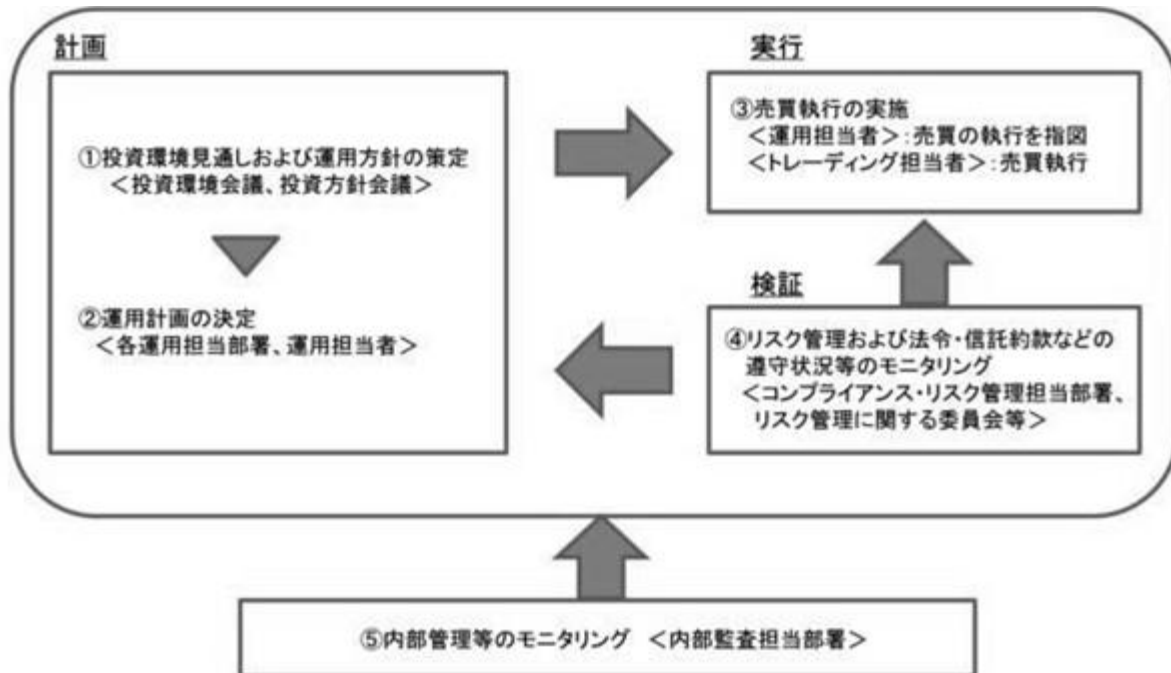 計画
①投資環境見通しおよび運用方針の策定
＜投資環境会議、投資方針会議＞
②運用計画の決定
＜各運用担当部署、運用担当者＞
実行
③売買執行の実施
＜運用担当者＞：売買の執行を指図
＜トレーディング担当者＞：売買執行
検証
④リスク管理および法令・信託約款などの
遵守状況等のモニタリング
＜コンプライアンス・リスク管理担当部署、
リスク管理に関する委員会等＞
⑤内部管理等のモニタリング ＜内部監査担当部署＞